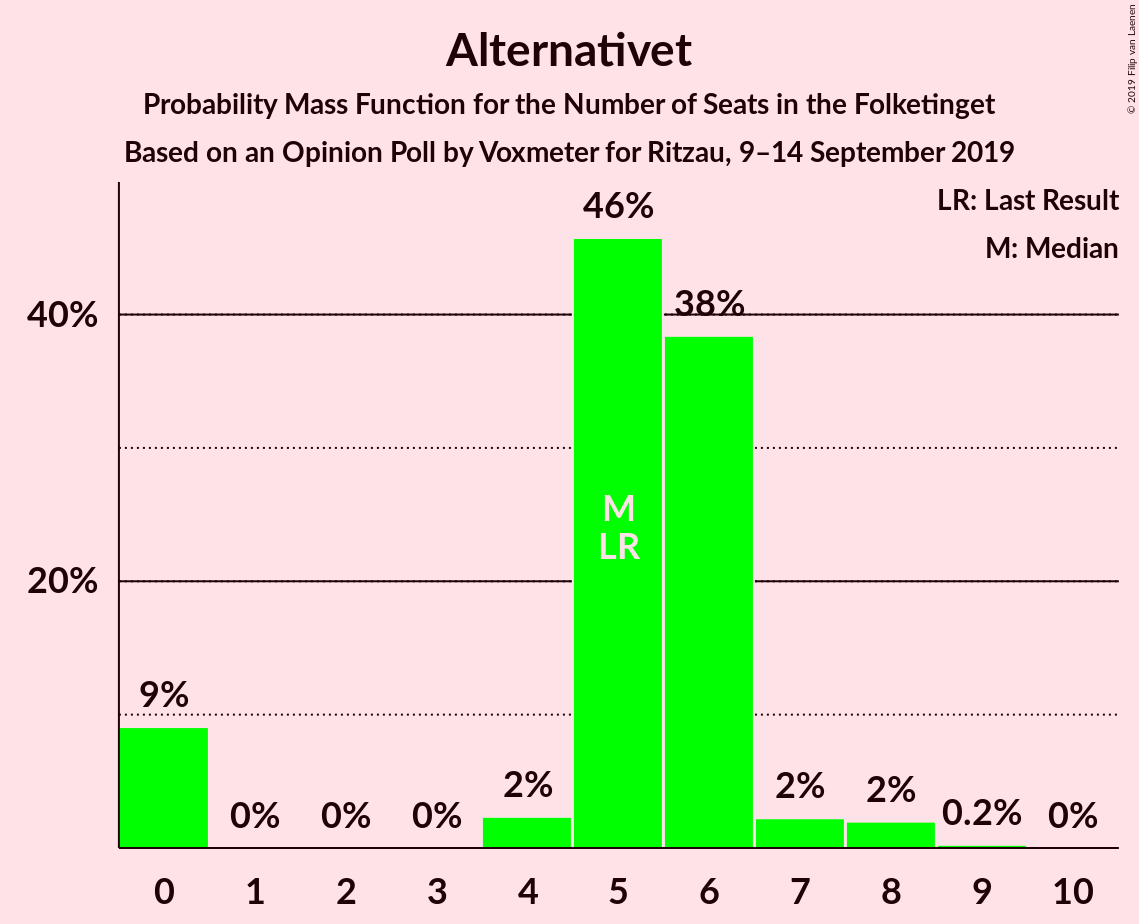 Alternativet
Probability Mass Function for the Number of Seats in the Folketinget
Based on an Opinion Poll by Voxmeter for Ritzau, 9–14 September 2019
© 2019 Filip van Laenen
LR: Last Result
M: Median
40%
20%
9%
0%
0%
0%
2%
46%
38%
2%
2%
0.2%
0%
M
LR
0 1 2 3 4 5 6 7 8 9 10